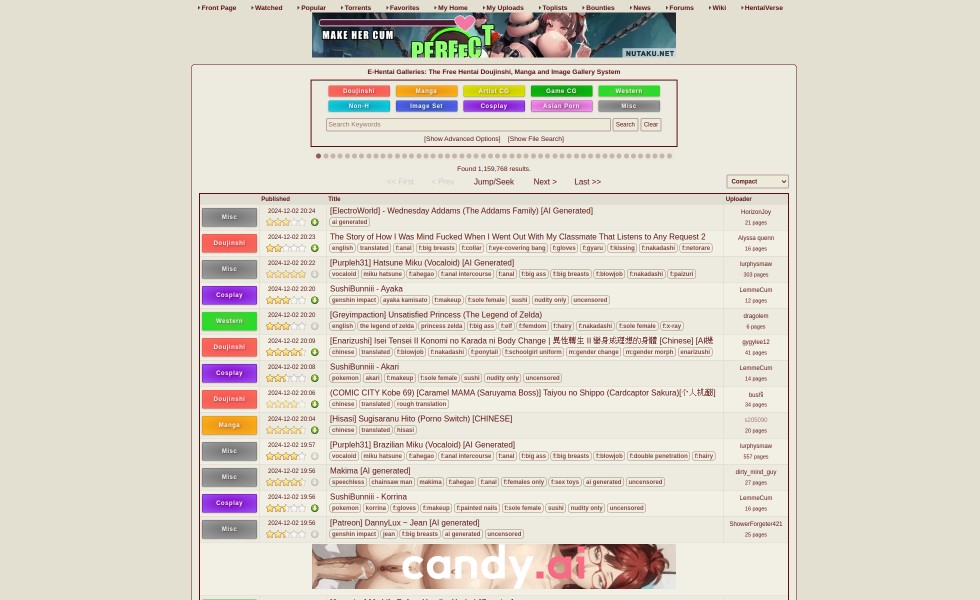 Front Page Watched Popular Torrents Favorites My Home My Uploads Toplists Bounties News Forums Wiki HentaiVerse
MAKE HER CUM
PERFECT
NUTAKU.NET
E-Hentai Galleries: The Free Hentai Doujinshi, Manga and Image Gallery System
Doujinshi Manga Artist CG Game CG Western
Non-H Image Set Cosplay Asian Porn Misc
Search Keywords Search Clear
[Show Advanced Options] [Show File Search]
Found 1,159,768 results.
<< First < Prev Jump/Seek Next > Last >> Compact
Published Title Uploader
Misc 2024-12-02 20:24 [ElectroWorld] - Wednesday Addams (The Addams Family) [AI Generated] HorizonJoy
ai generated 21 pages
Doujinshi 2024-12-02 20:23 The Story of How I Was Mind Fucked When I Went Out With My Classmate That Listens to Any Request 2 Alyssa quenn
english translated f:anal f:big breasts f:collar f:eye-covering bang f:gloves f:gyaru f:kissing f:nakadashi f:netorare 16 pages
Misc 2024-12-02 20:22 [Purpleh31] Hatsune Miku (Vocaloid) [AI Generated] lurphysmaw
vocaloid miku hatsune f:ahegao f:anal intercourse f:anal f:big ass f:big breasts f:blowjob f:nakadashi f:paizuri 303 pages
Cosplay 2024-12-02 20:20 SushiBunniii - Ayaka LemmeCum
genshin impact ayaka kamisato f:makeup f:sole female sushi nudity only uncensored 12 pages
Western 2024-12-02 20:20 [Greyimpaction] Unsatisfied Princess (The Legend of Zelda) dragolem
english the legend of zelda princess zelda f:big ass f:elf f:femdom f:hairy f:nakadashi f:sole female f:x-ray 6 pages
Doujinshi 2024-12-02 20:09 [Enarizushi] Isei Tensei II Konomi no Karada ni Body Change | 異性轉生 II 變身成理想的身體 [Chinese] gygylee12
chinese translated f:blowjob f:nakadashi f:ponytail f:schoolgirl uniform m:gender change m:gender morph enarizushi 41 pages
Cosplay 2024-12-02 20:08 SushiBunniii - Akari LemmeCum
pokemon akari f:makeup f:sole female sushi nudity only uncensored 14 pages
Doujinshi 2024-12-02 20:06 (COMIC CITY Kobe 69) [Caramel MAMA (Saruyama Boss)] Taiyou no Shippo (Cardcaptor Sakura)
chinese translated rough translation 34 pages
Manga 2024-12-02 20:04 [Hisasi] Sugisaranu Hito (Porno Switch) [CHINESE] s205090
chinese translated hisasi 20 pages
Misc 2024-12-02 19:57 [Purpleh31] Brazilian Miku (Vocaloid) [AI Generated] lurphysmaw
vocaloid miku hatsune f:ahegao f:anal intercourse f:anal f:big ass f:big breasts f:blowjob f:double penetration f:hairy 557 pages
Misc 2024-12-02 19:56 Makima [AI generated] dirty_mind_guy
speechless chainsaw man makima f:ahegao f:anal f:females only f:sex toys ai generated uncensored 27 pages
Cosplay 2024-12-02 19:56 SushiBunniii - Korrina LemmeCum
pokemon korrina f:gloves f:makeup f:painted nails f:sole female sushi nudity only uncensored 16 pages
Misc 2024-12-02 19:56 [Patreon] DannyLux ~ Jean [AI generated] ShowerForgeter421
genshin impact jean f:big breasts ai generated uncensored 25 pages
candy.ai